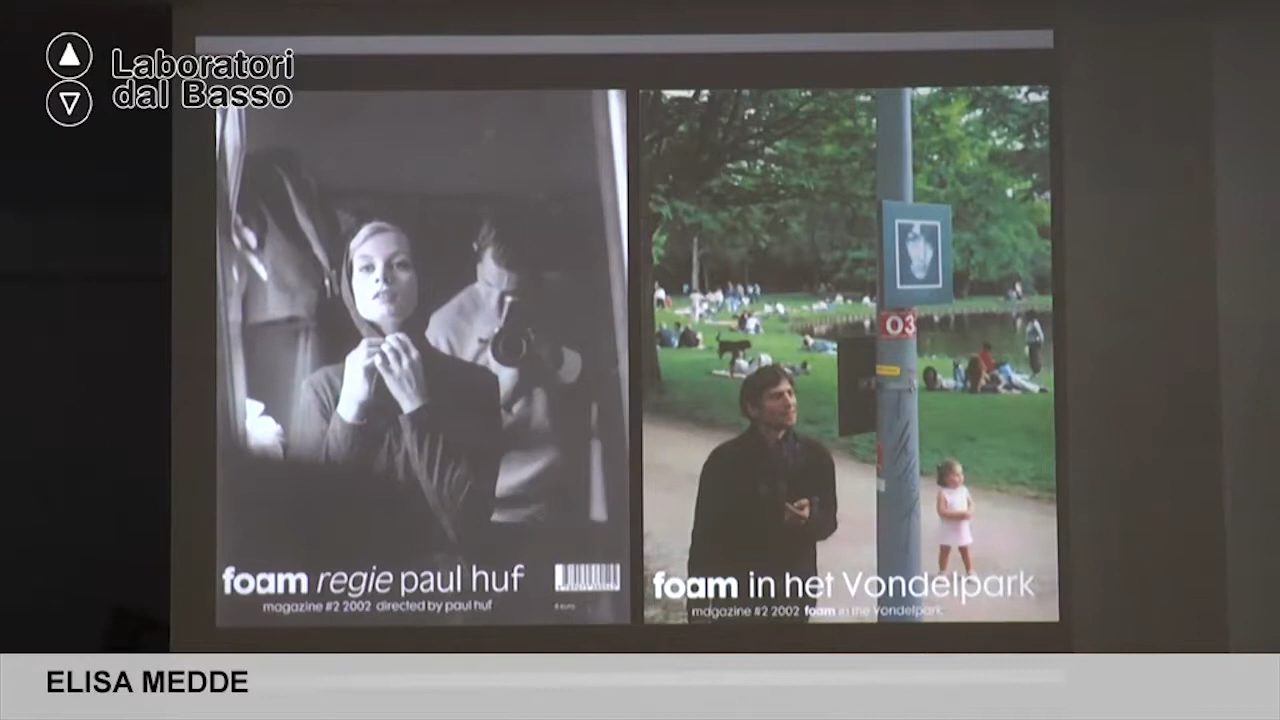 Laboratori
dal Basso
O3
foam regie paul huf
magazine #2 2002 directed by paul huf
foam in het Vondelpark
magazine #2 2002 foam in the Vondelpark
ELISA MEDDE